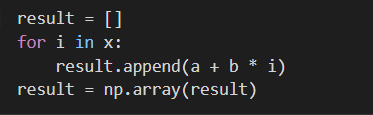 result = []
for i in x:
    result.append(a + b * i)
result = np.array(result)